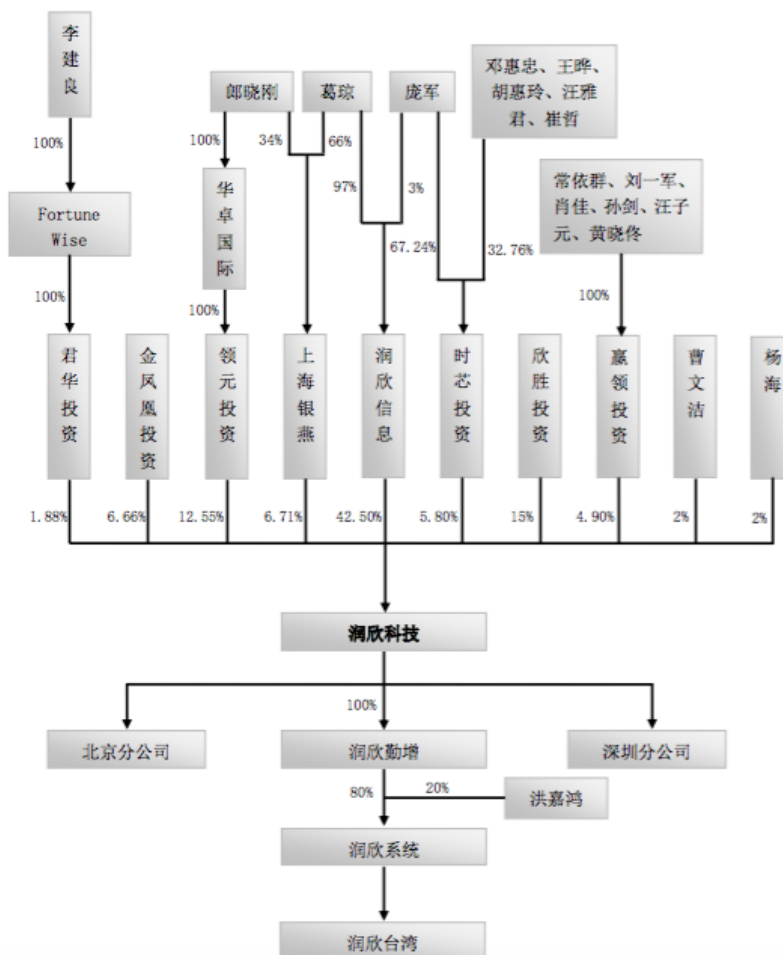 李建良
郎晓刚
葛琼
庞军
邓惠忠、王晔、
胡惠玲、汪雅
君、崔哲
100%
100%
34%
66%
97%
3%
67.24%
32.76%
Fortune
Wise
华卓国际
常依群、刘一军、
肖佳、孙剑、汪子
元、黄晓佟
100%
100%
100%
君华投资
金凤凰投资
领元投资
上海银燕
润欣信息
时芯投资
欣胜投资
赢领投资
曹文洁
杨海
1.88%
6.66%
12.55%
6.71%
42.50%
5.80%
15%
4.90%
2%
2%
润欣科技
100%
北京分公司
润欣勤增
深圳分公司
80%
20%
洪嘉鸿
润欣系统
润欣台湾